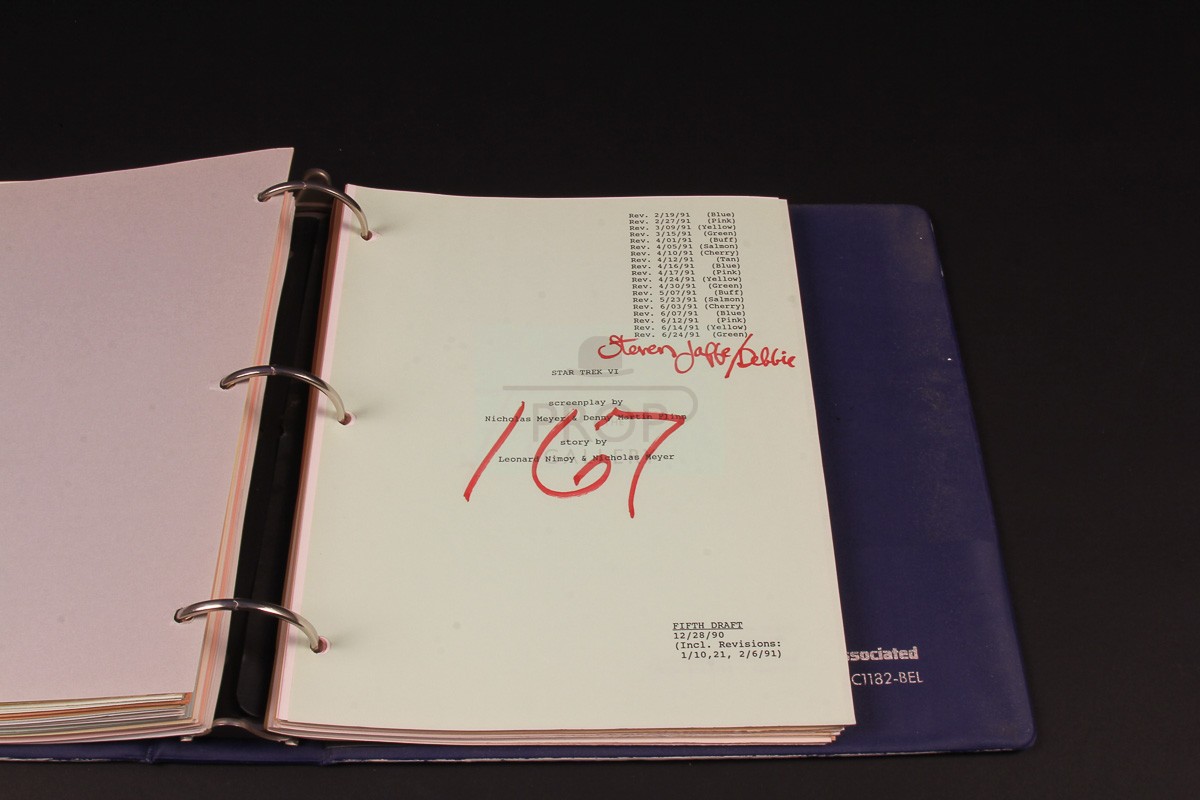 Rev. 2/19/91 (Blue)
Rev. 2/27/91 (Pink)
Rev. 3/09/91 (Yellow)
Rev. 3/15/91 (Green)
Rev. 4/01/91 (Buff)
Rev. 4/05/91 (Salmon)
Rev. 4/10/91 (Cherry)
Rev. 4/12/91 (Tan)
Rev. 4/16/91 (Blue)
Rev. 4/17/91 (Pink)
Rev. 4/24/91 (Yellow)
Rev. 4/30/91 (Green)
Rev. 5/07/91 (Buff)
Rev. 5/23/91 (Salmon)
Rev. 6/03/91 (Cherry)
Rev. 6/07/91 (Blue)
Rev. 6/12/91 (Pink)
Rev. 6/14/91 (Yellow)
Rev. 6/24/91 (Green)
Steven Jaffe/Debbie
STAR TREK VI
screenplay by
Nicholas Meyer & Denny Martin Flinn
167
PROP
GALLERY
story by
Leonard Nimoy & Nicholas Meyer
FIFTH DRAFT
12/28/90
(Incl. Revisions:
1/10,21, 2/6/91)
ssociated
C1182-BEL